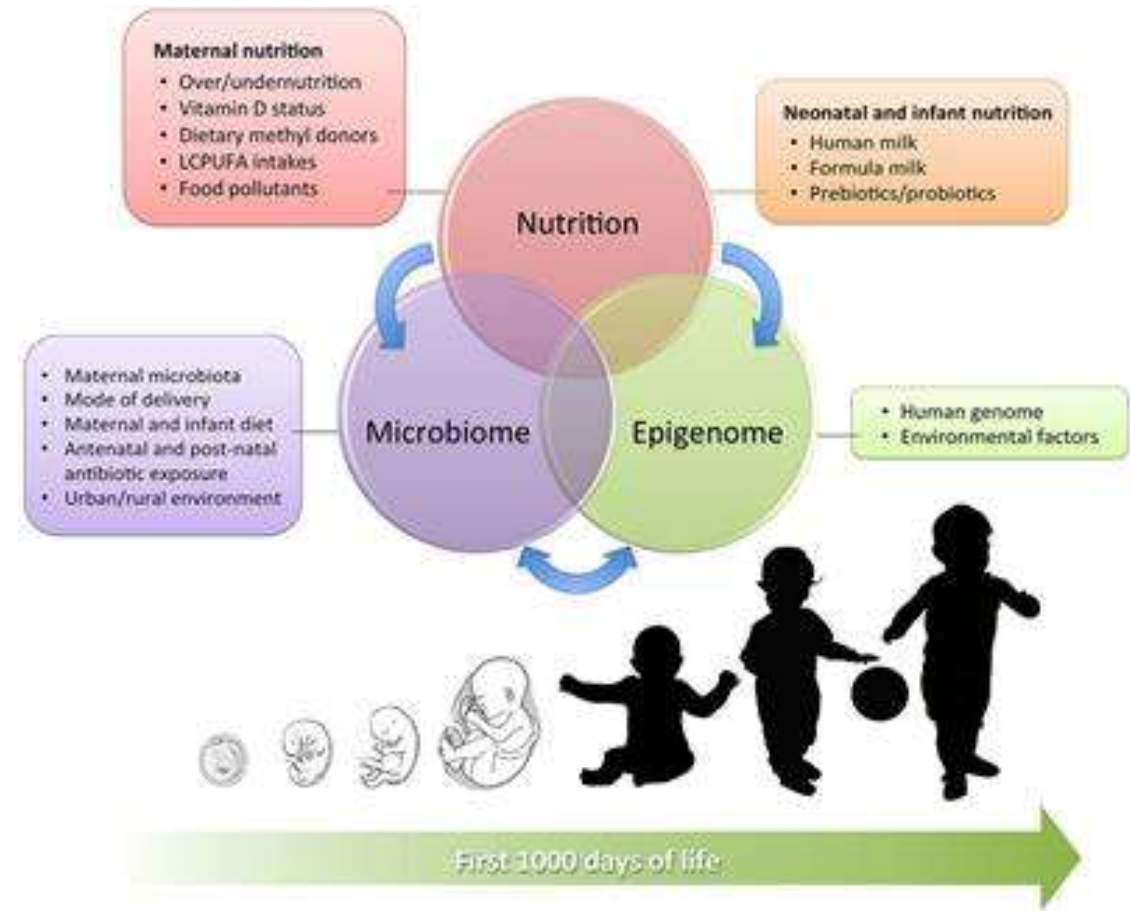 Maternal nutrition
• Over/undernutrition
• Vitamin D status
• Dietary methyl donors
• LCPUFA intakes
• Food pollutants
Neonatal and infant nutrition
• Human milk
• Formula milk
• Prebiotics/probiotics
Nutrition
• Maternal microbiota
• Mode of delivery
• Maternal and infant diet
• Antenatal and post-natal
antibiotic exposure
• Urban/rural environment
Microbiome
Epigenome
• Human genome
• Environmental factors
First 1000 days of life